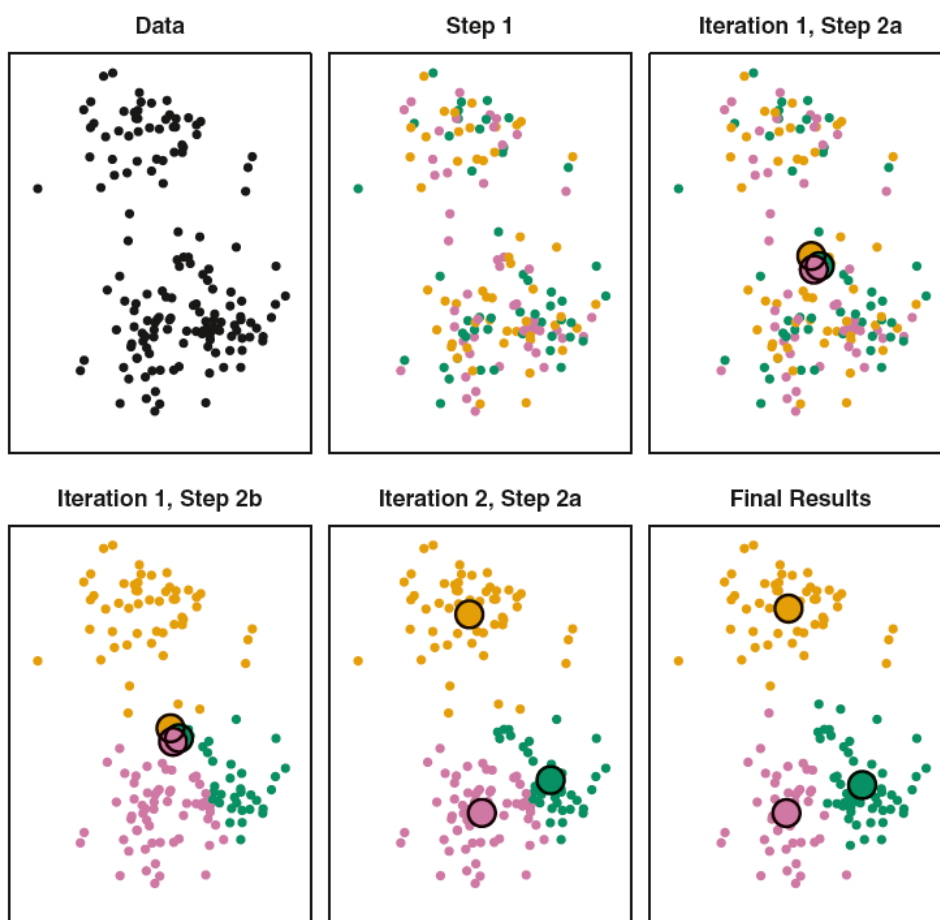 Data
Step 1
Iteration 1, Step 2a
Iteration 1, Step 2b
Iteration 2, Step 2a
Final Results